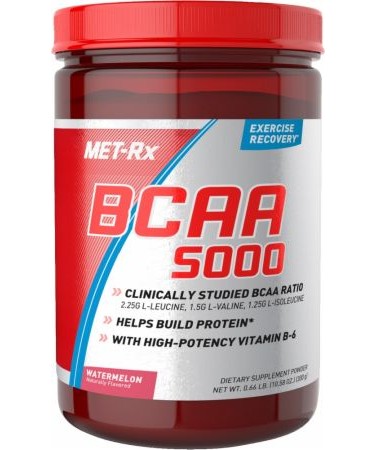 EXERCISE
RECOVERY*
MET-Rx
BCAA
5000
» CLINICALLY STUDIED BCAA RATIO
2.25G L-LEUCINE, 1.5G L-VALINE, 1.25G L-ISOLEUCINE
» HELPS BUILD PROTEIN*
» WITH HIGH-POTENCY VITAMIN B-6
WATERMELON
Naturally Flavored
DIETARY SUPPLEMENT POWDER
NET WT. 0.66 LB. (10.58 OZ.) (300 g)